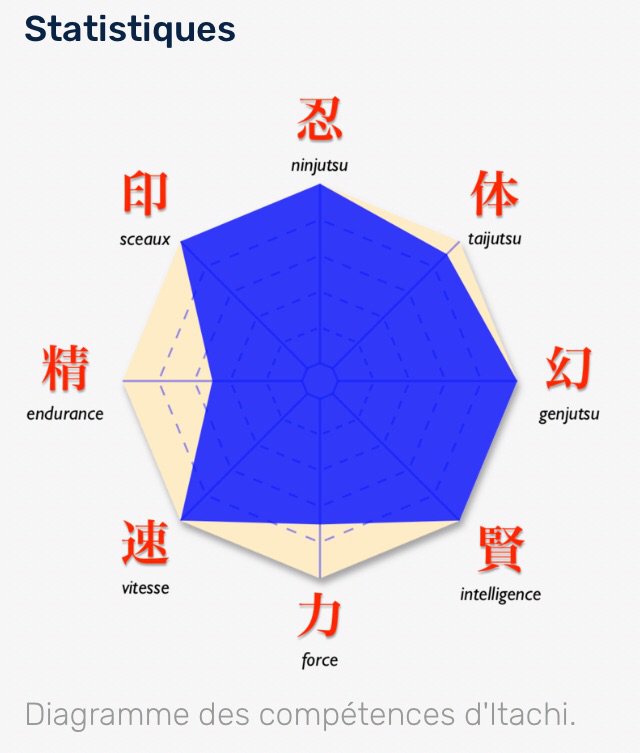 Statistiques
忍
ninjutsu
印
sceaux
体
taijutsu
精
endurance
幻
genjutsu
速
vitesse
賢
intelligence
力
force
Diagramme des compétences d'Itachi.